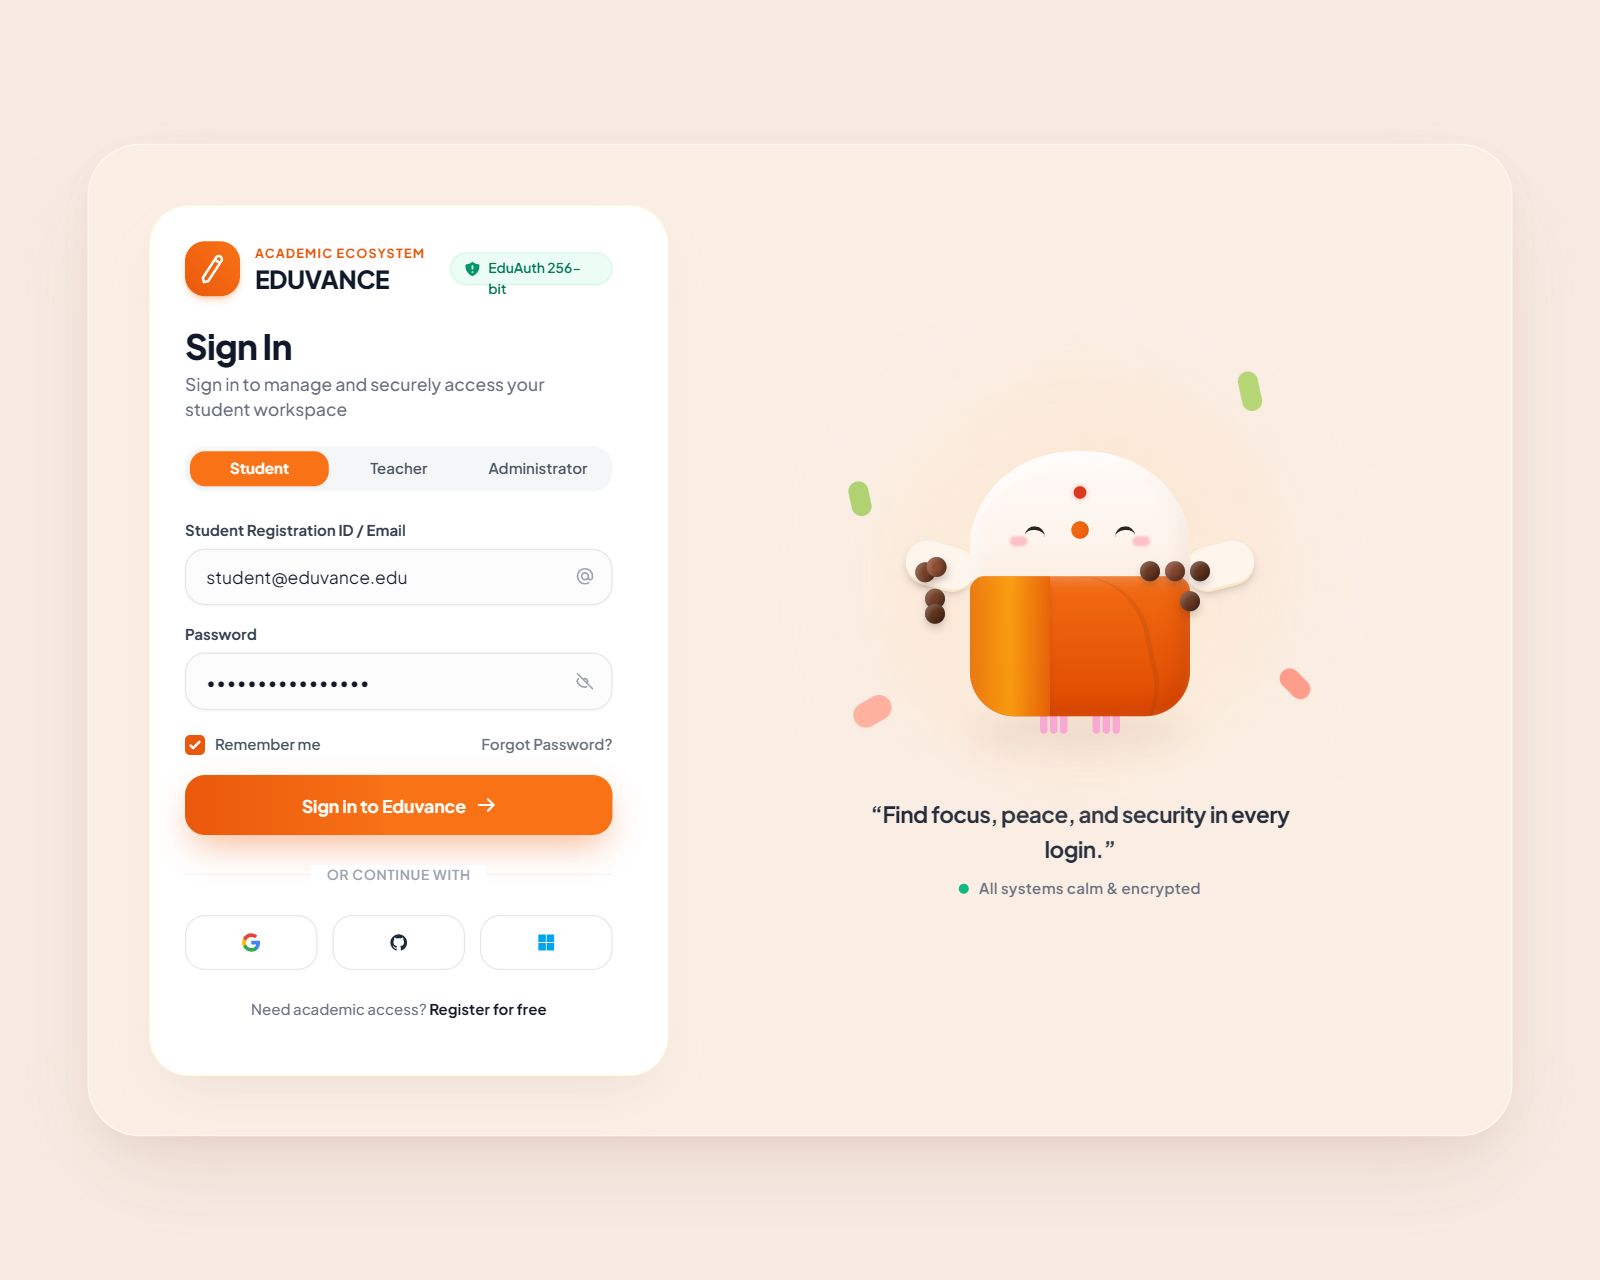 ACADEMIC ECOSYSTEM
EDUVANCE
EduAuth 256-
bit
Sign In
Sign in to manage and securely access your
student workspace
Student
Teacher
Administrator
Student Registration ID / Email
student@eduvance.edu
Password
••••••••••••••••
Remember me
Forgot Password?
Sign in to Eduvance →
OR CONTINUE WITH
Need academic access? Register for free
“Find focus, peace, and security in every
login.”
All systems calm & encrypted